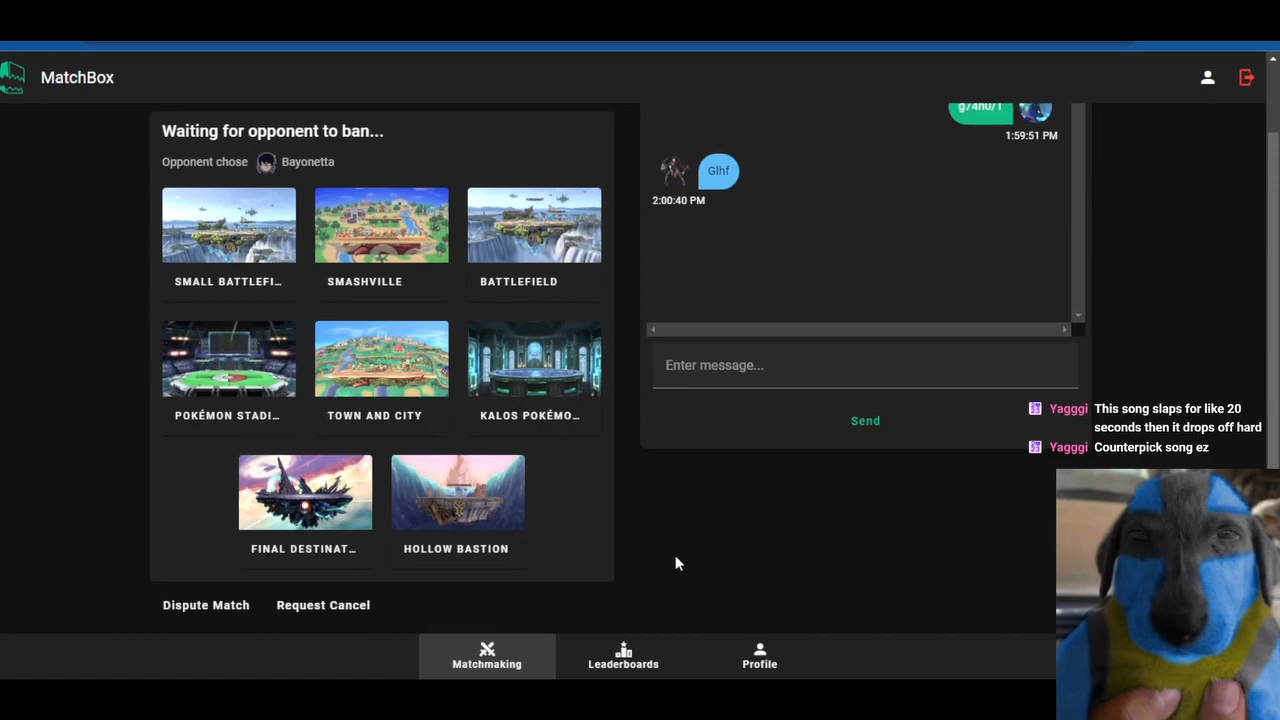 MatchBox
Waiting for opponent to ban...
Opponent chose Bayonetta
SMALL BATTLEFI...
SMASHVILLE
BATTLEFIELD
POKÉMON STADI...
TOWN AND CITY
KALOS POKÉMO...
FINAL DESTINAT...
HOLLOW BASTION
Dispute Match
Request Cancel
1:59:51 PM
Glhf
2:00:40 PM
Enter message...
Send
Yagggi This song slaps for like 20
seconds then it drops off hard
Yagggi Counterpick song ez
Matchmaking
Leaderboards
Profile